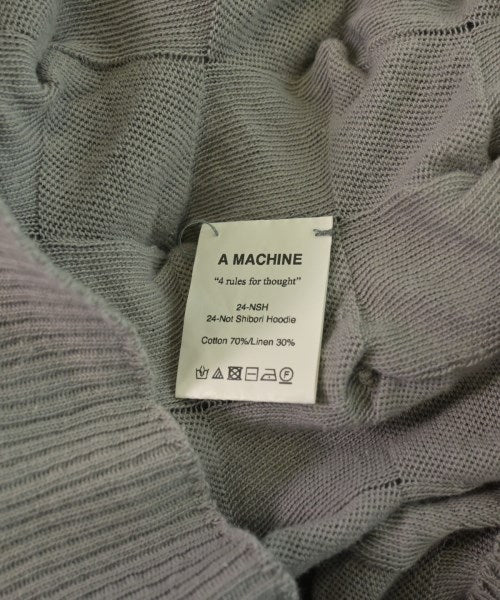 A MACHINE
“4 rules for thought”
24-NSH
24-Not Shibori Hoodie
Cotton 70%/Linen 30%